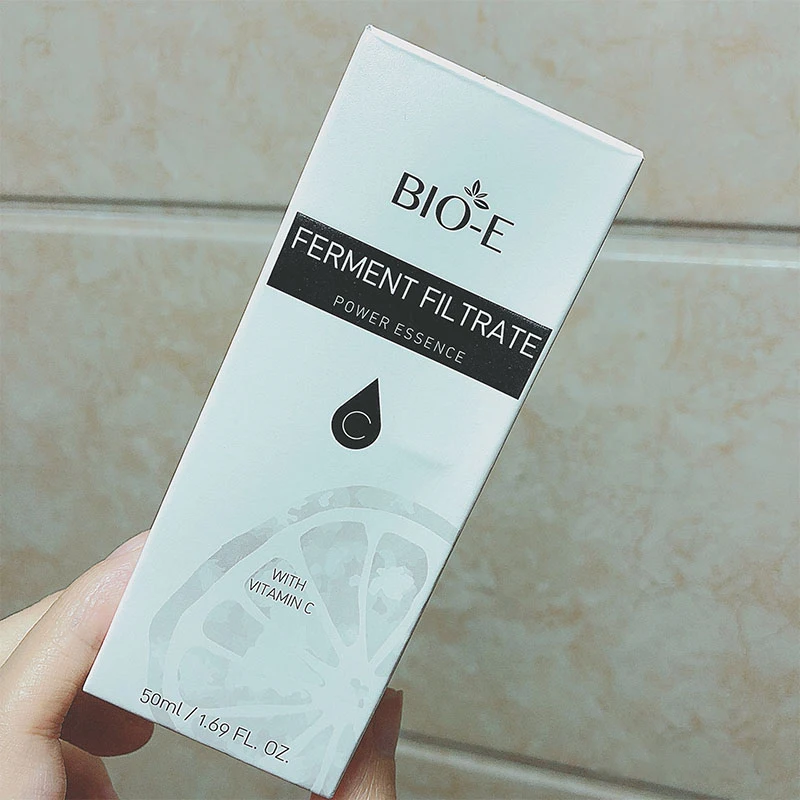 BIO-E
FERMENT FILTRATE
POWER ESSENCE
C
WITH
VITAMIN C
50ml / 1.69 FL. OZ.